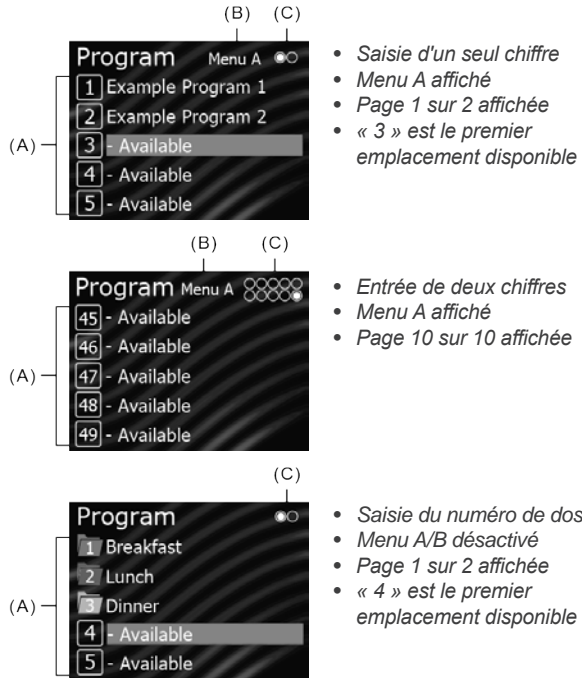 (B) (C)
Program Menu A
1 Example Program 1
2 Example Program 2
(A) 3 - Available
4 - Available
5 - Available
• Saisie d'un seul chiffre
• Menu A affiché
• Page 1 sur 2 affichée
• « 3 » est le premier
emplacement disponible
(B) (C)
Program Menu A
45 - Available
46 - Available
(A) 47 - Available
48 - Available
49 - Available
• Entrée de deux chiffres
• Menu A affiché
• Page 10 sur 10 affichée
(C)
Program
1 Breakfast
2 Lunch
(A) 3 Dinner
4 - Available
5 - Available
• Saisie du numéro de dos
• Menu A/B désactivé
• Page 1 sur 2 affichée
• « 4 » est le premier
emplacement disponible